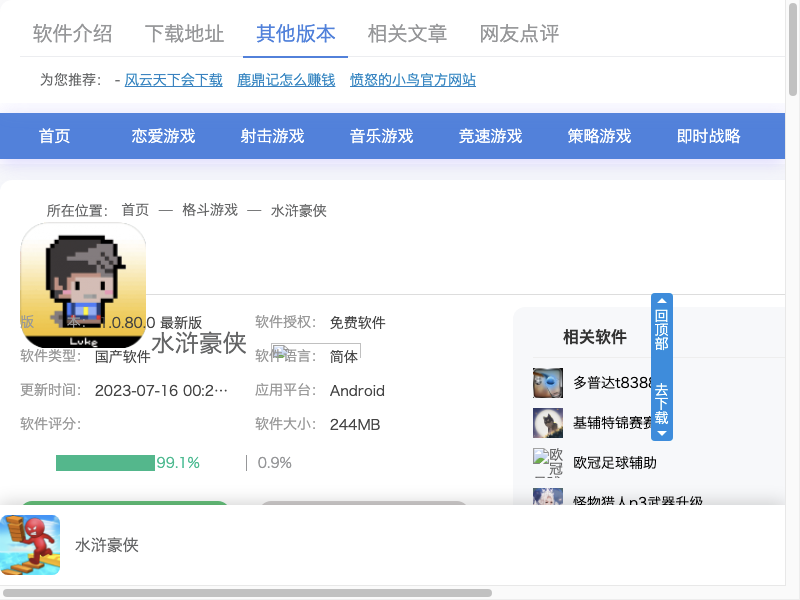 软件介绍 下载地址 其他版本 相关文章 网友点评
为您推荐： - 风云天下会下载 鹿鼎记怎么赚钱 愤怒的小鸟官方网站
首页 恋爱游戏 射击游戏 音乐游戏 竞速游戏 策略游戏 即时战略
所在位置： 首页 — 格斗游戏 — 水浒豪侠
Luke
水浒豪侠
版 本： 1.0.80.0 最新版 软件授权： 免费软件
软件类型： 国产软件 软件语言： 简体
更新时间： 2023-07-16 00:2… 应用平台： Android
软件评分： 软件大小： 244MB
99.1% 0.9%
相关软件
多普达t8388
基辅特锦赛赛
欧冠
欧冠足球辅助
怪物猎人p3武器升级
回顶部
去下载
水浒豪侠